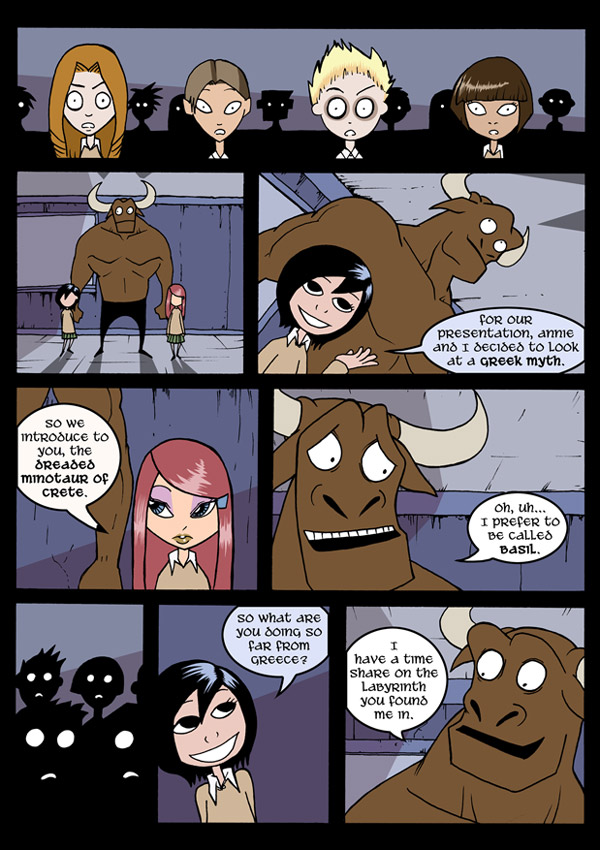 For our
presentation, Annie
and I decided to look
at a Greek myth.
So we
introduce to
you, the
dreaded
minotaur of
Crete.
Oh, uh...
I prefer to
be called
Basil.
So what are
you doing so
far from
Greece?
I
have a time
share on the
labyrinth
you found
me in.